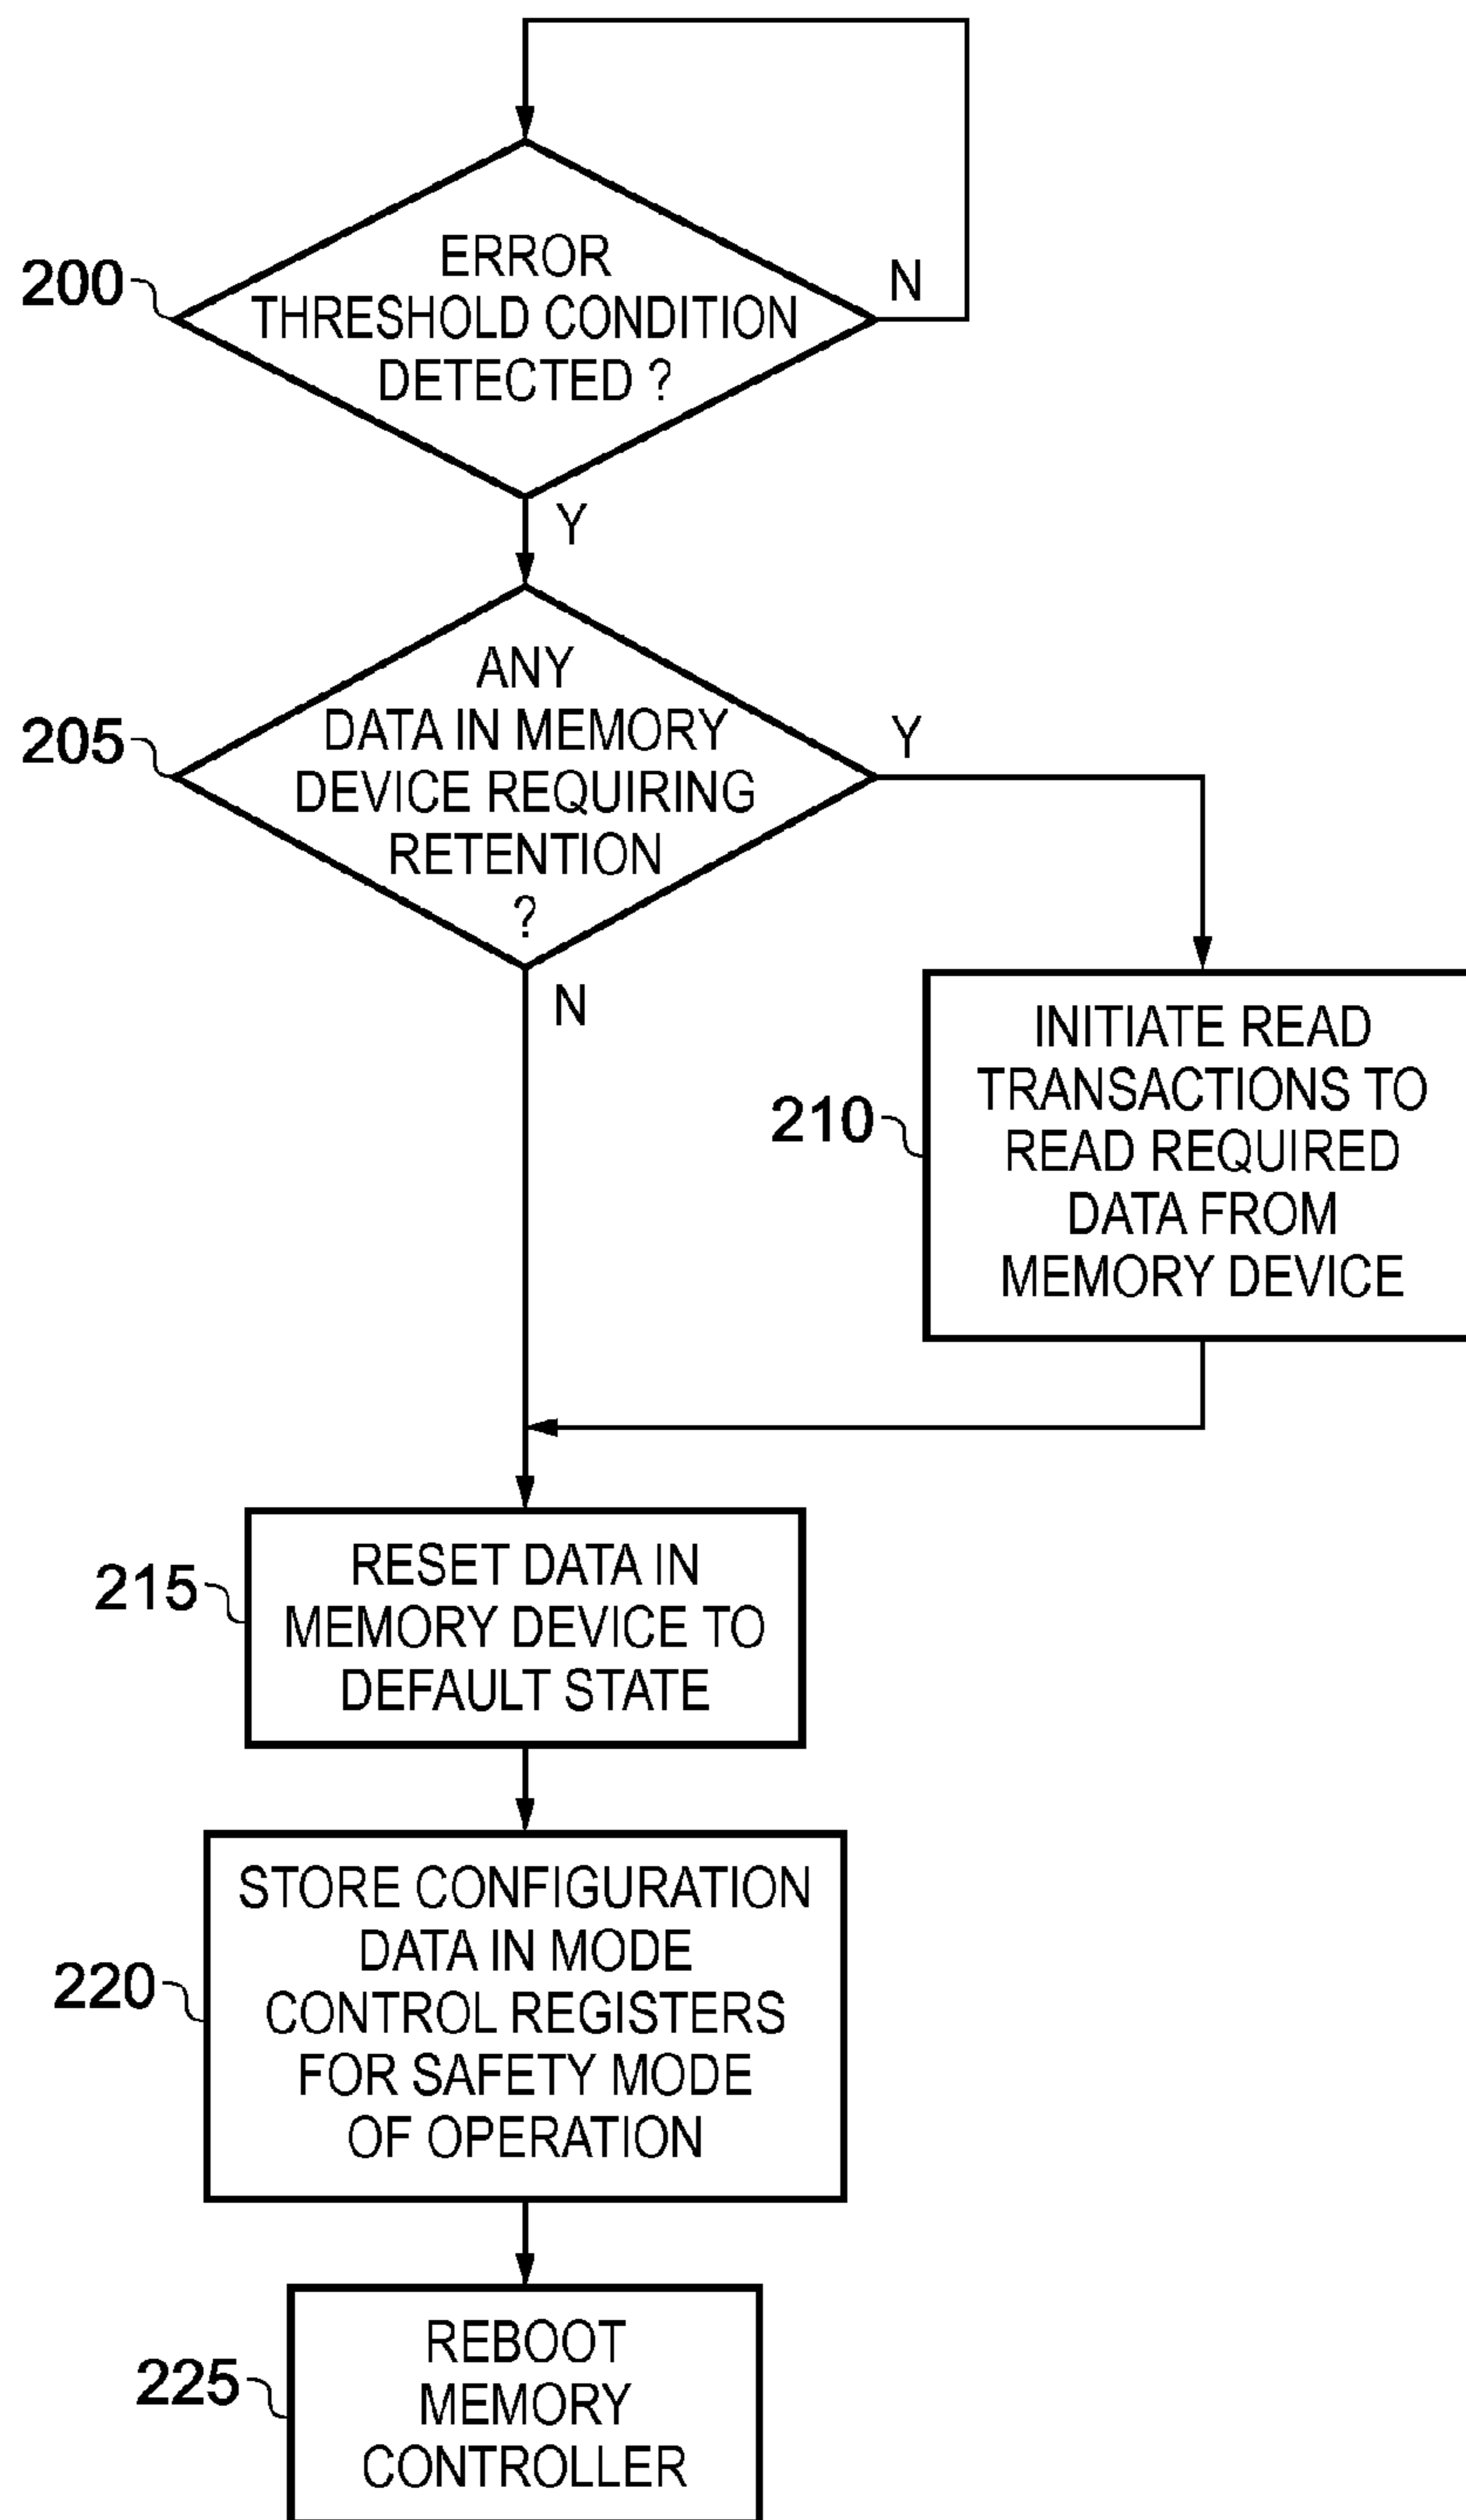 200
ERROR
THRESHOLD CONDITION
DETECTED ?
N
Y
205
ANY
DATA IN MEMORY
DEVICE REQUIRING
RETENTION
?
Y
N
210
INITIATE READ
TRANSACTIONS TO
READ REQUIRED
DATA FROM
MEMORY DEVICE
215
RESET DATA IN
MEMORY DEVICE TO
DEFAULT STATE
220
STORE CONFIGURATION
DATA IN MODE
CONTROL REGISTERS
FOR SAFETY MODE
OF OPERATION
225
REBOOT
MEMORY
CONTROLLER